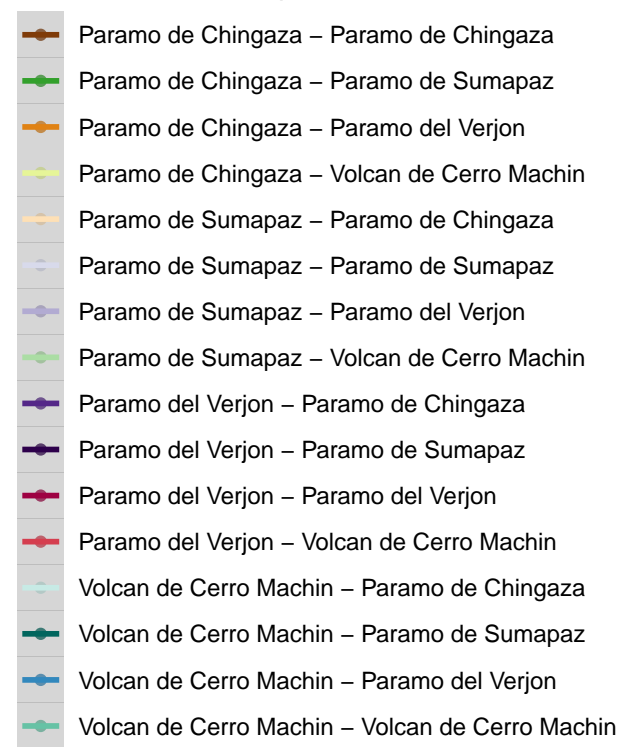 Paramo de Chingaza – Paramo de Chingaza
Paramo de Chingaza – Paramo de Sumapaz
Paramo de Chingaza – Paramo del Verjon
Paramo de Chingaza – Volcan de Cerro Machin
Paramo de Sumapaz – Paramo de Chingaza
Paramo de Sumapaz – Paramo de Sumapaz
Paramo de Sumapaz – Paramo del Verjon
Paramo de Sumapaz – Volcan de Cerro Machin
Paramo del Verjon – Paramo de Chingaza
Paramo del Verjon – Paramo de Sumapaz
Paramo del Verjon – Paramo del Verjon
Paramo del Verjon – Volcan de Cerro Machin
Volcan de Cerro Machin – Paramo de Chingaza
Volcan de Cerro Machin – Paramo de Sumapaz
Volcan de Cerro Machin – Paramo del Verjon
Volcan de Cerro Machin – Volcan de Cerro Machin